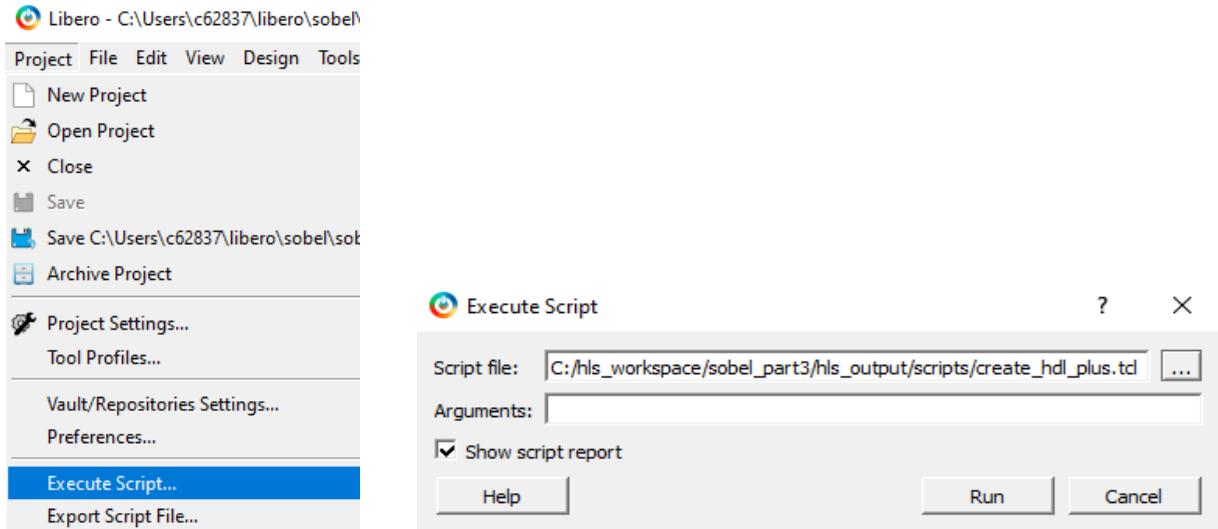 Libero - C:\Users\c62837\libero\sobel\
Project File Edit View Design Tools
New Project
Open Project
Close
Save
Save C:\Users\c62837\libero\sobel\sob
Archive Project
Project Settings...
Tool Profiles...
Vault/Repositories Settings...
Preferences...
Execute Script...
Export Script File...
Execute Script ?
Script file: C:/hls_workspace/sobel_part3/hls_output/scripts/create_hdl_plus.tcl ...
Arguments:
Show script report
Help Run Cancel